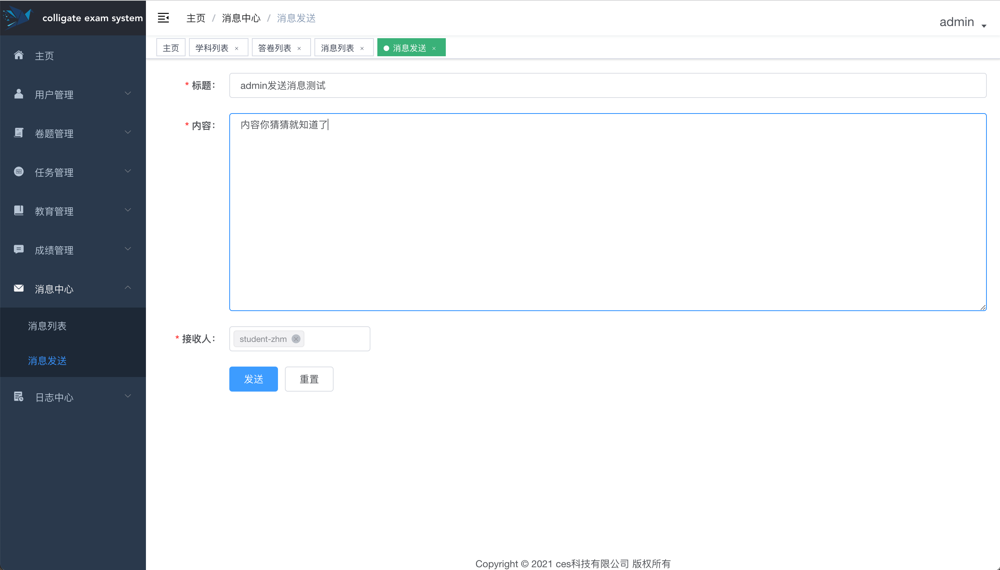 colligate exam system
主页 / 消息中心 / 消息发送
admin
主页
学科列表 ×
答卷列表 ×
消息列表 ×
消息发送 ×
主页
用户管理
卷题管理
任务管理
教育管理
成绩管理
消息中心
消息列表
消息发送
日志中心
* 标题：
admin发送消息测试
* 内容：
内容你猜猜就知道了
* 接收人：
student-zhm
发送
重置
Copyright © 2021 ces科技有限公司 版权所有